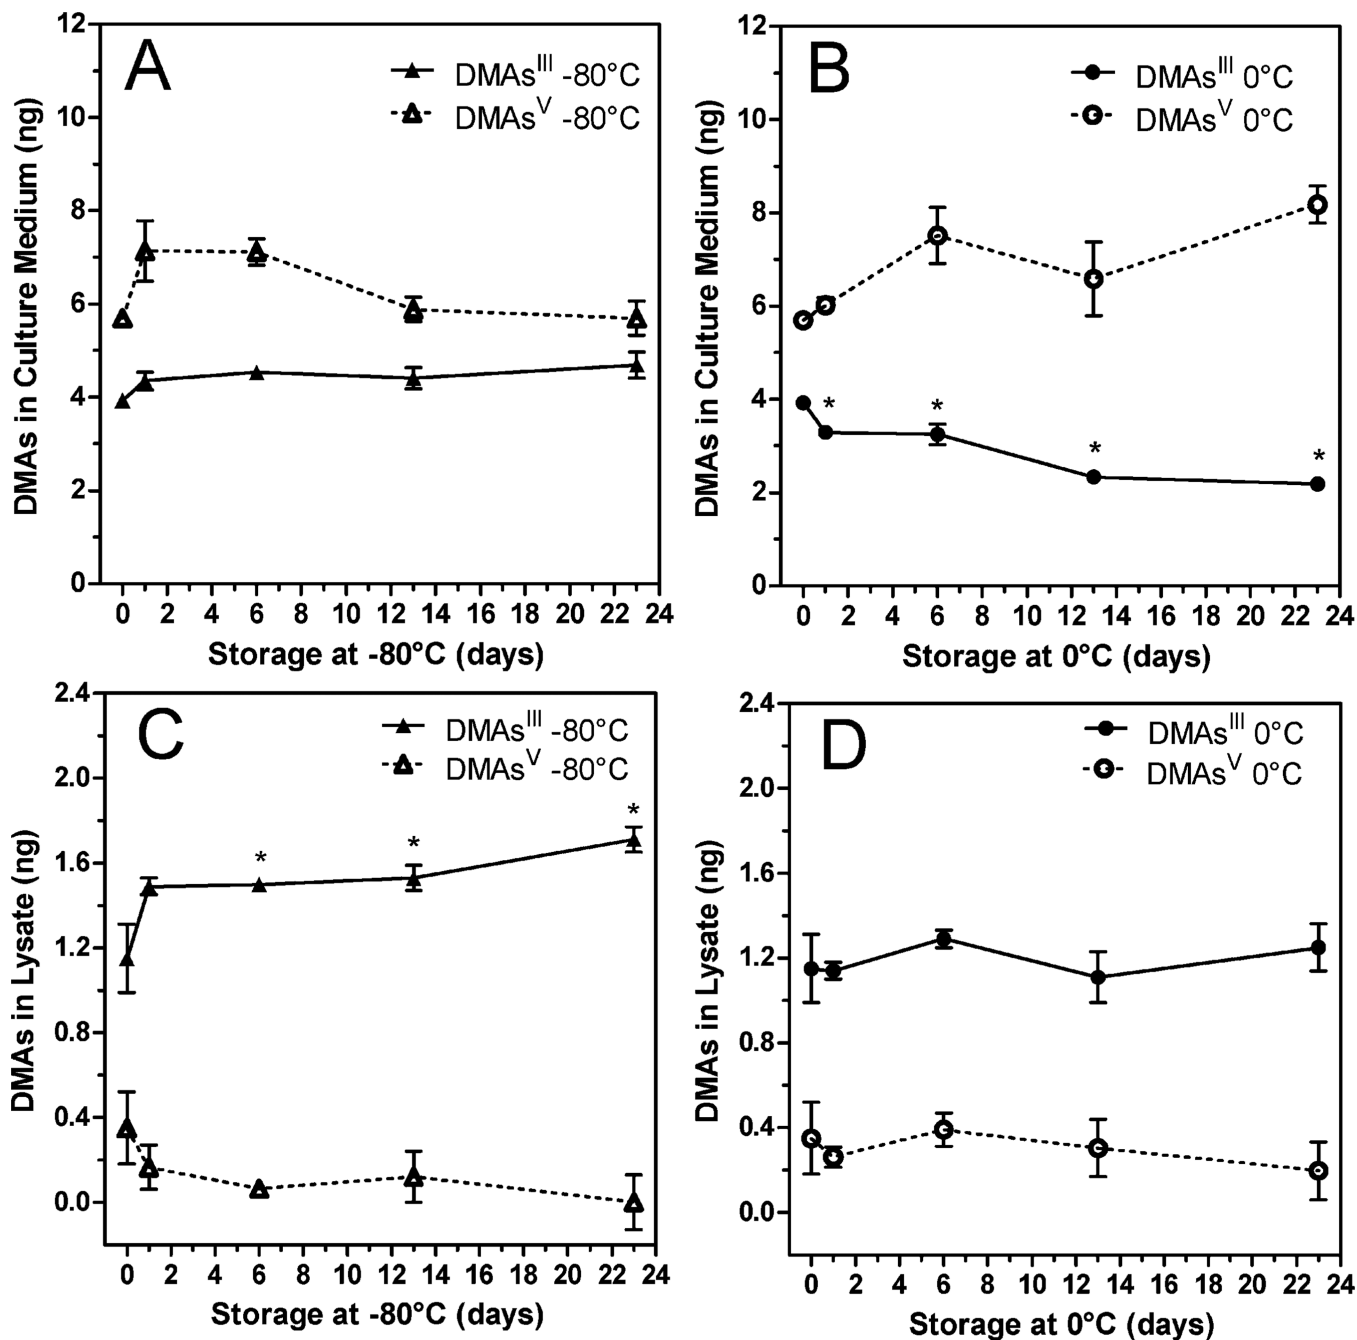 A
DMAs^III -80°C
DMAs^V -80°C
DMAs in Culture Medium (ng)
12
10
8
6
4
2
0
0 2 4 6 8 10 12 14 16 18 20 22 24
Storage at -80°C (days)
B
DMAs^III 0°C
DMAs^V 0°C
DMAs in Culture Medium (ng)
12
10
8
6
4
2
0
* * * *
0 2 4 6 8 10 12 14 16 18 20 22 24
Storage at 0°C (days)
C
DMAs^III -80°C
DMAs^V -80°C
DMAs in Lysate (ng)
2.4
2.0
1.6
1.2
0.8
0.4
0.0
* * *
0 2 4 6 8 10 12 14 16 18 20 22 24
Storage at -80°C (days)
D
DMAs^III 0°C
DMAs^V 0°C
DMAs in Lysate (ng)
2.4
2.0
1.6
1.2
0.8
0.4
0.0
0 2 4 6 8 10 12 14 16 18 20 22 24
Storage at 0°C (days)